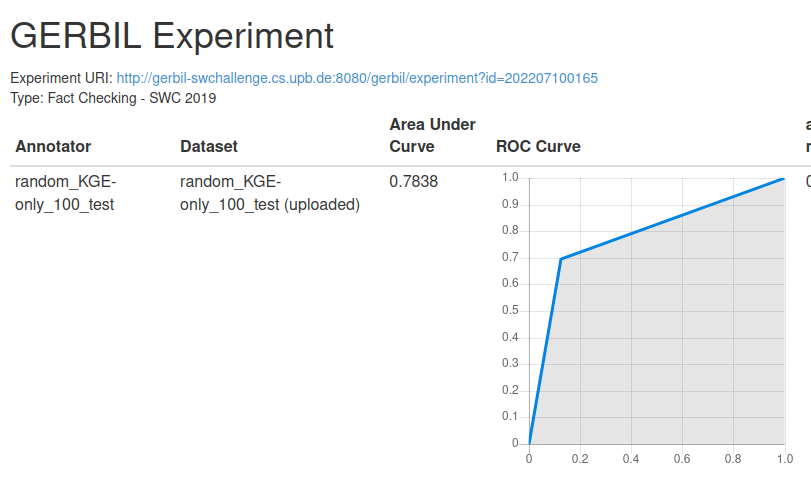 GERBIL Experiment
Experiment URI: http://gerbil-swchallenge.cs.upb.de:8080/gerbil/experiment?id=202207100165
Type: Fact Checking - SWC 2019
Annotator Dataset Area Under Curve ROC Curve
random_KGE-only_100_test
random_KGE-only_100_test (uploaded)
0.7838
1.0
0.9
0.8
0.7
0.6
0.5
0.4
0.3
0.2
0.1
0
0 0.2 0.4 0.6 0.8 1.0